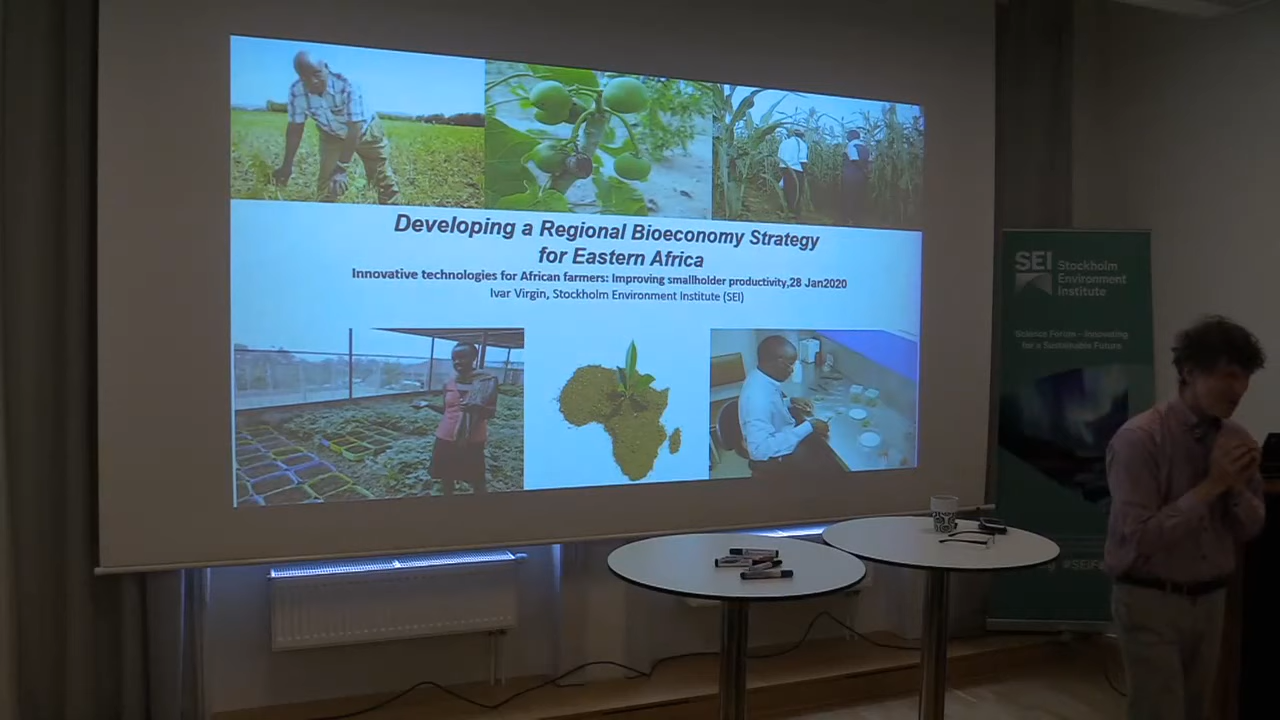 Developing a Regional Bioeconomy Strategy
for Eastern Africa
Innovative technologies for African farmers: Improving smallholder productivity,28 Jan2020
Ivar Virgin, Stockholm Environment Institute (SEI)
SEI Stockholm
Environment
Institute
Science Forum – Innovating
for a Sustainable Future